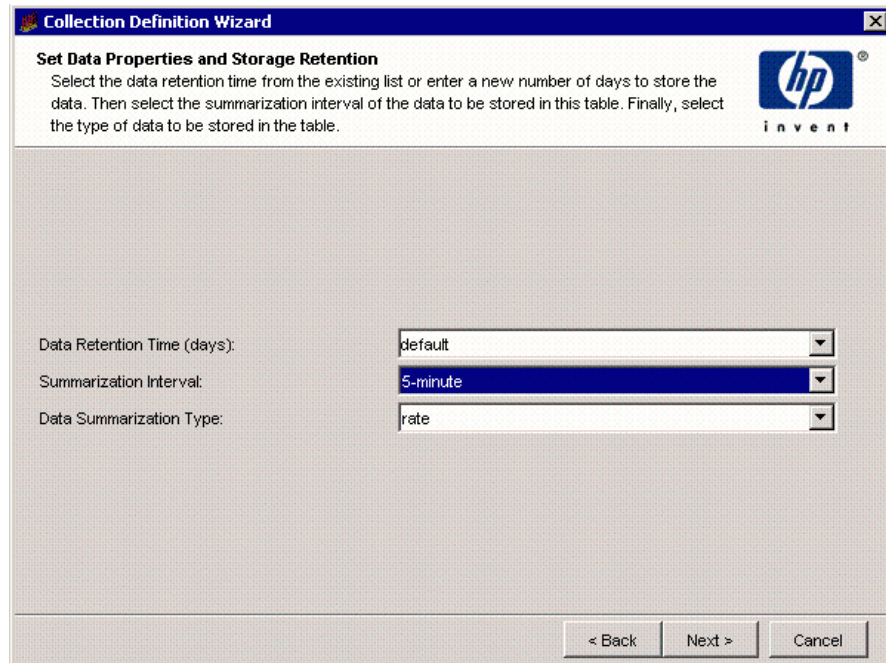 Collection Definition Wizard
Set Data Properties and Storage Retention
Select the data retention time from the existing list or enter a new number of days to store the
data. Then select the summarization interval of the data to be stored in this table. Finally, select
the type of data to be stored in the table.
hp
®
invent
Data Retention Time (days): default
Summarization Interval: 5-minute
Data Summarization Type: rate
< Back Next > Cancel